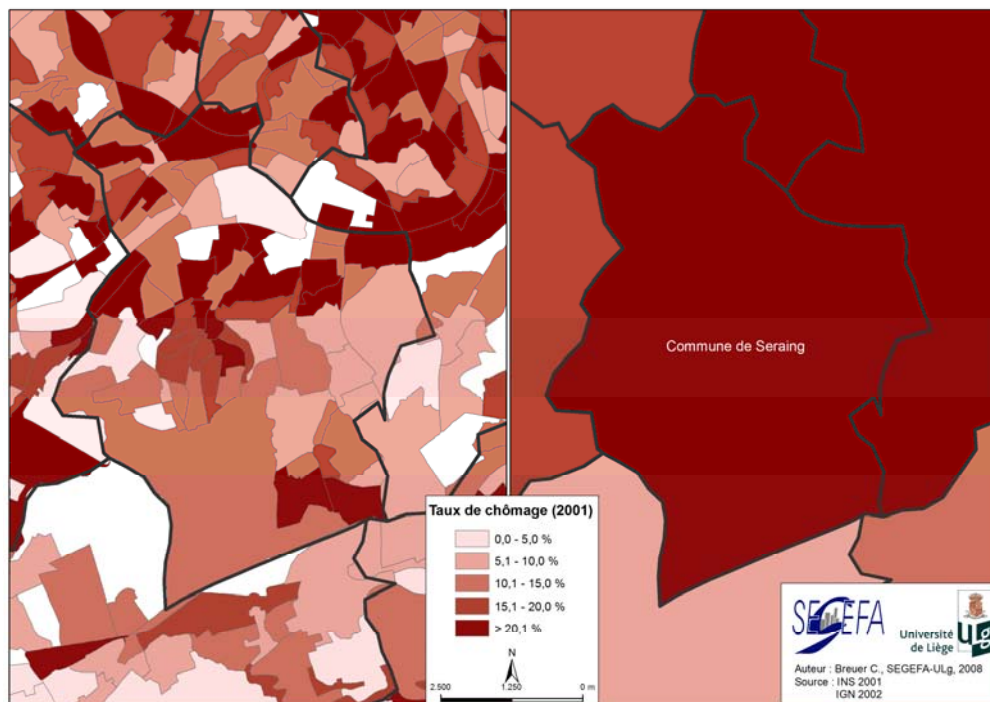 Commune de Seraing
Taux de chômage (2001)
0,0 - 5,0 %
5,1 - 10,0 %
10,1 - 15,0 %
15,1 - 20,0 %
> 20,1 %
N
2.500 1.250 0 m
SEGEFA
Université
de Liège
ULg
Auteur : Breuer C., SEGEFA-ULg, 2008
Source : INS 2001
IGN 2002